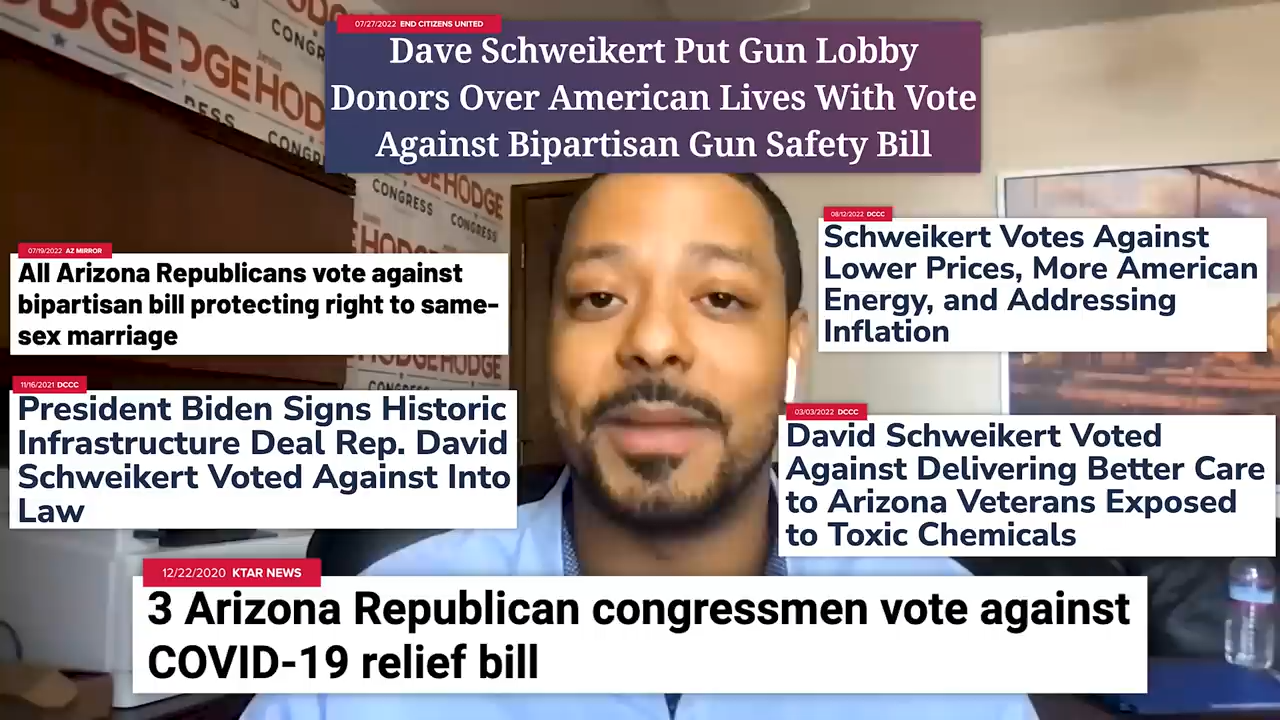 07/27/2022 END CITIZENS UNITED
Dave Schweikert Put Gun Lobby
Donors Over American Lives With Vote
Against Bipartisan Gun Safety Bill
HODGE
CONGRESS
HODGE
CONGRESS
CONGRESS
07/19/2022 AZ MIRROR
All Arizona Republicans vote against
bipartisan bill protecting right to same-
sex marriage
11/16/2021 DCCC
President Biden Signs Historic
Infrastructure Deal Rep. David
Schweikert Voted Against Into
Law
08/12/2022 DCCC
Schweikert Votes Against
Lower Prices, More American
Energy, and Addressing
Inflation
03/03/2022 DCCC
David Schweikert Voted
Against Delivering Better Care
to Arizona Veterans Exposed
to Toxic Chemicals
12/22/2020 KTAR NEWS
3 Arizona Republican congressmen vote against
COVID-19 relief bill